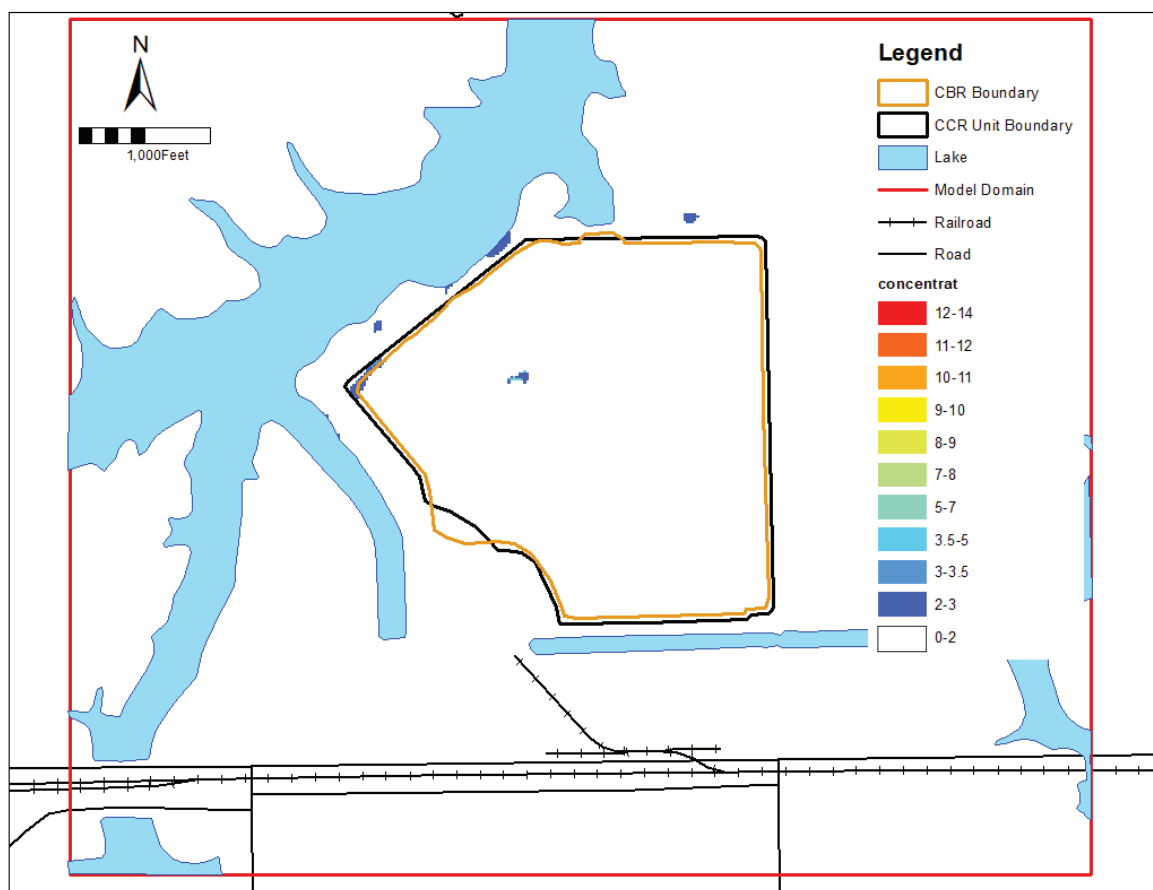 N
1,000Feet
Legend
CBR Boundary
CCR Unit Boundary
Lake
Model Domain
Railroad
Road
concentrat
12-14
11-12
10-11
9-10
8-9
7-8
5-7
3.5-5
3-3.5
2-3
0-2